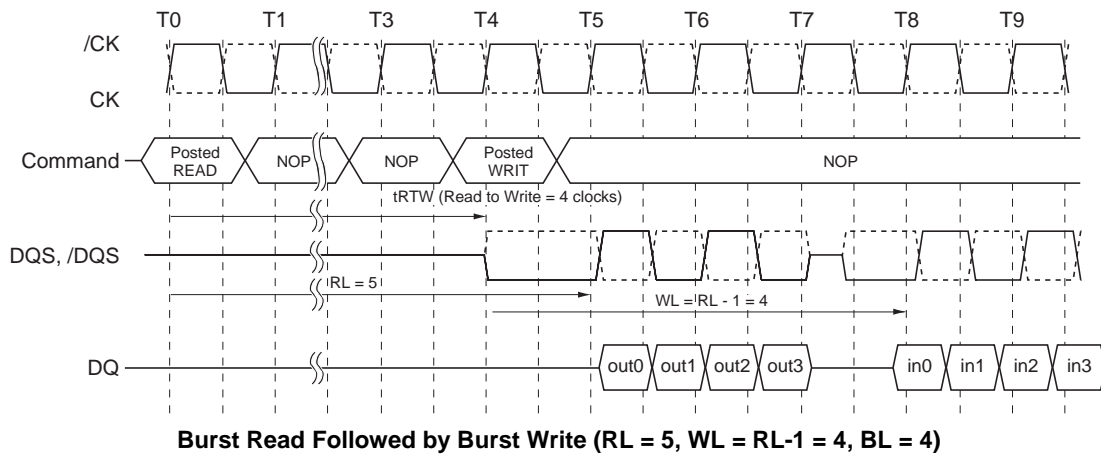 T0 T1 T3 T4 T5 T6 T7 T8 T9
/CK
CK
Command
Posted READ
NOP
NOP
Posted WRIT
NOP
tRTW (Read to Write = 4 clocks)
DQS, /DQS
RL = 5
WL = RL - 1 = 4
DQ
out0 out1 out2 out3 in0 in1 in2 in3
Burst Read Followed by Burst Write (RL = 5, WL = RL-1 = 4, BL = 4)